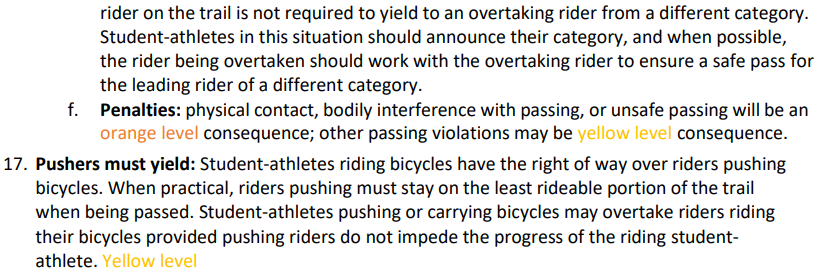 rider on the trail is not required to yield to an overtaking rider from a different category.
Student-athletes in this situation should announce their category, and when possible,
the rider being overtaken should work with the overtaking rider to ensure a safe pass for
the leading rider of a different category.
f. Penalties: physical contact, bodily interference with passing, or unsafe passing will be an
orange level consequence; other passing violations may be yellow level consequence.
17. Pushers must yield: Student-athletes riding bicycles have the right of way over riders pushing
bicycles. When practical, riders pushing must stay on the least rideable portion of the trail
when being passed. Student-athletes pushing or carrying bicycles may overtake riders riding
their bicycles provided pushing riders do not impede the progress of the riding student-
athlete. Yellow level